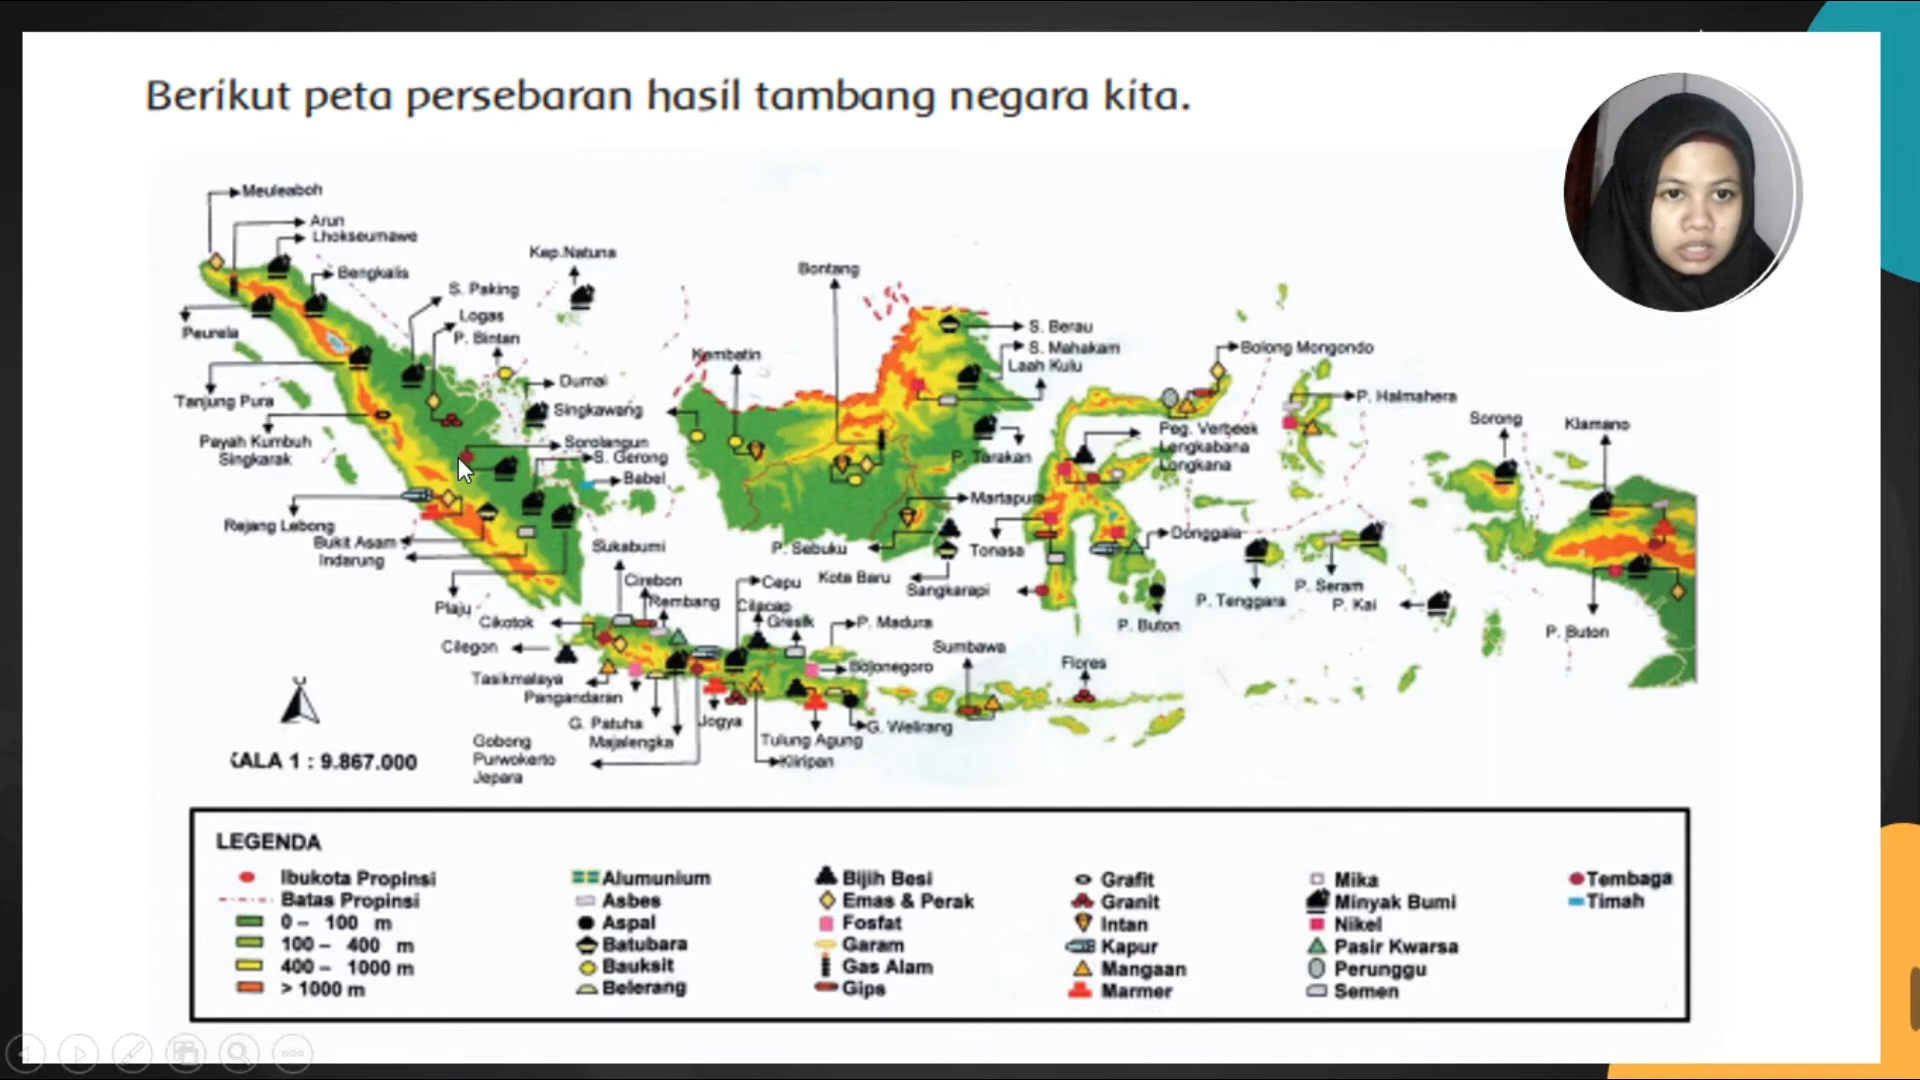 Berikut peta persebaran hasil tambang negara kita.
Meuleaboh
Arun
Lhokseumawe
Bengkalis
Kep.Natuna
S. Paking
Logas
P. Bintan
Peurela
Tanjung Pura
Payah Kumbuh
Singkarak
Dumai
Singkawang
Sorolangun
S. Gerong
Babel
Rejang Lebong
Bukit Asam
Indarung
Plaju
Bontang
Kembatin
S. Berau
S. Mahakam
Laah Kulu
P. Tarakan
Martapura
P. Sebuku
Kota Baru
Bolong Mongondo
P. Halmahera
Peg. Verbeek
Lengkabana
Longkana
Tonasa
Donggala
Sangkarapi
P. Buton
Sorong
Klamano
P. Tenggara
P. Seram
P. Kai
P. Buton
Sukabumi
Cirebon
Rembang
Cepu
Cilacap
Gresik
P. Madura
Bojonegoro
Sumbawa
Flores
Cikotok
Cilegon
Tasikmalaya
Pangandaran
G. Patuha
Majalengka
Jogya
G. Welirang
Tulung Agung
Kliripan
Gobong
Purwokerto
Jepara
KALA 1 : 9.867.000
LEGENDA
Ibukota Propinsi
Batas Propinsi
0 – 100 m
100 – 400 m
400 – 1000 m
> 1000 m
Alumunium
Asbes
Aspal
Batubara
Bauksit
Belerang
Bijih Besi
Emas & Perak
Fosfat
Garam
Gas Alam
Gips
Grafit
Granit
Intan
Kapur
Mangaan
Marmer
Mika
Minyak Bumi
Nikel
Pasir Kwarsa
Perunggu
Semen
Tembaga
Timah